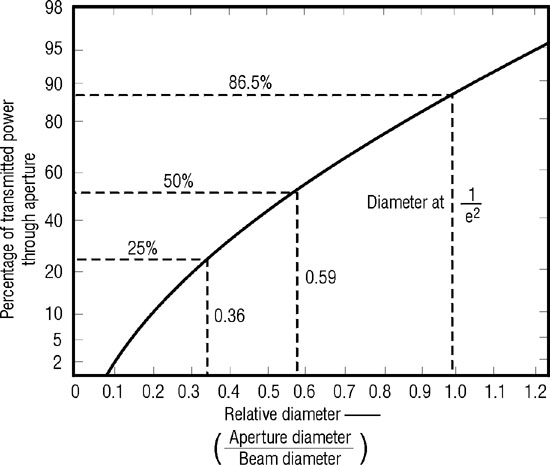 98
95
90
80
60
40
20
10
5
2
Percentage of transmitted power
through aperture
86.5%
50%
25%
0.36
0.59
Diameter at 1/e²
0 0.1 0.2 0.3 0.4 0.5 0.6 0.7 0.8 0.9 1.0 1.1 1.2
Relative diameter
(Aperture diameter
Beam diameter)